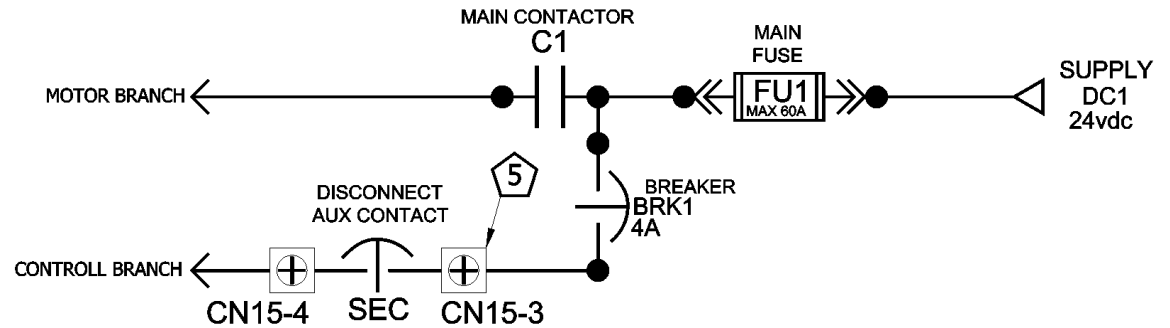 MAIN CONTACTOR
C1
MAIN
FUSE
FU1
MAX 60A
SUPPLY
DC1
24vdc
MOTOR BRANCH
5
DISCONNECT
AUX CONTACT
BREAKER
BRK1
4A
CONTROLL BRANCH
CN15-4
SEC
CN15-3